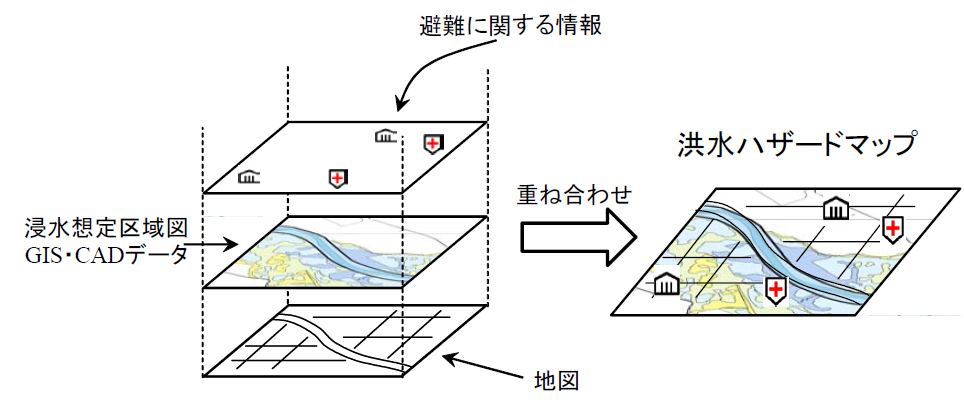 避難に関する情報
洪水ハザードマップ
重ね合わせ
浸水想定区域図
GIS・CADデータ
地図